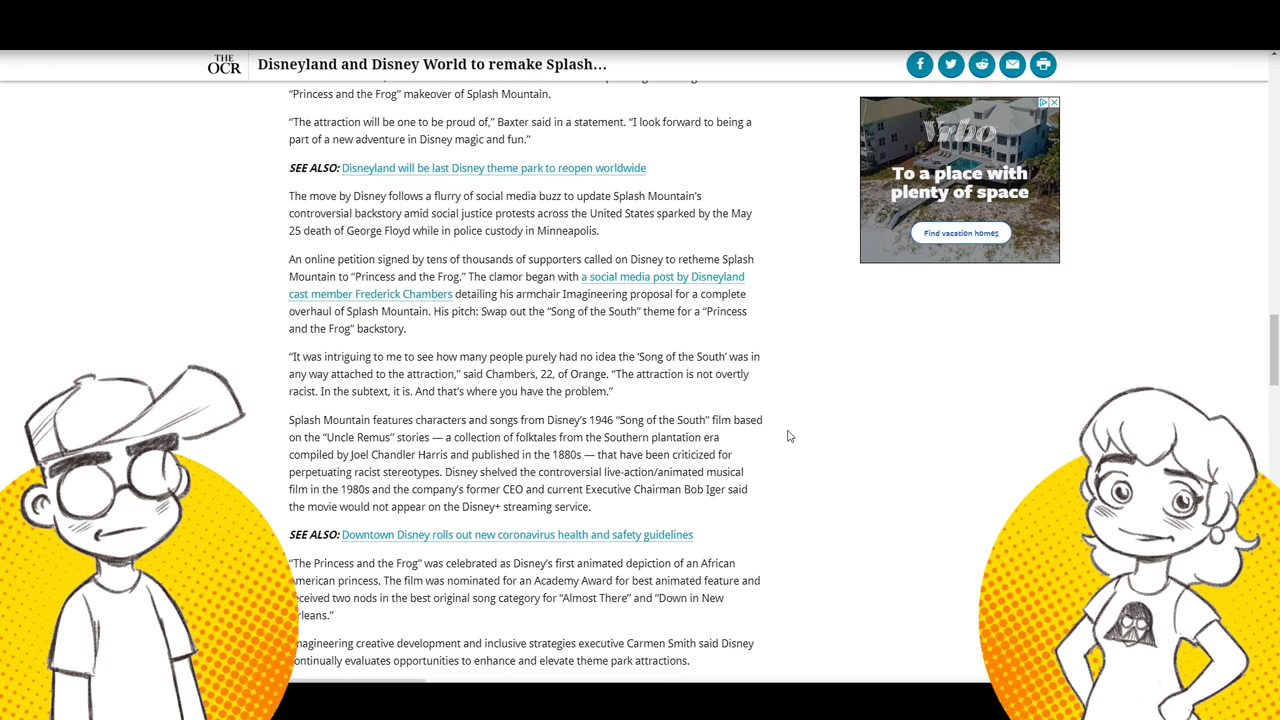 THE
OCR
Disneyland and Disney World to remake Splash…
“Princess and the Frog” makeover of Splash Mountain.
“The attraction will be one to be proud of,” Baxter said in a statement. “I look forward to being a
part of a new adventure in Disney magic and fun.”
SEE ALSO: Disneyland will be last Disney theme park to reopen worldwide
The move by Disney follows a flurry of social media buzz to update Splash Mountain’s
controversial backstory amid social justice protests across the United States sparked by the May
25 death of George Floyd while in police custody in Minneapolis.
An online petition signed by tens of thousands of supporters called on Disney to retheme Splash
Mountain to “Princess and the Frog.” The clamor began with a social media post by Disneyland
cast member Frederick Chambers detailing his armchair Imagineering proposal for a complete
overhaul of Splash Mountain. His pitch: Swap out the “Song of the South” theme for a “Princess
and the Frog” backstory.
“It was intriguing to me to see how many people purely had no idea the ‘Song of the South’ was in
any way attached to the attraction,” said Chambers, 22, of Orange. “The attraction is not overtly
racist. In the subtext, it is. And that’s where you have the problem.”
Splash Mountain features characters and songs from Disney’s 1946 “Song of the South” film based
on the “Uncle Remus” stories — a collection of folktales from the Southern plantation era
compiled by Joel Chandler Harris and published in the 1880s — that have been criticized for
perpetuating racist stereotypes. Disney shelved the controversial live-action/animated musical
film in the 1980s and the company’s former CEO and current Executive Chairman Bob Iger said
the movie would not appear on the Disney+ streaming service.
SEE ALSO: Downtown Disney rolls out new coronavirus health and safety guidelines
“The Princess and the Frog” was celebrated as Disney’s first animated depiction of an African
merican princess. The film was nominated for an Academy Award for best animated feature and
eceived two nods in the best original song category for “Almost There” and “Down in New
rleans.”
magineering creative development and inclusive strategies executive Carmen Smith said Disney
ontinually evaluates opportunities to enhance and elevate theme park attractions.
Vrbo
To a place with
plenty of space
Find vacation homes